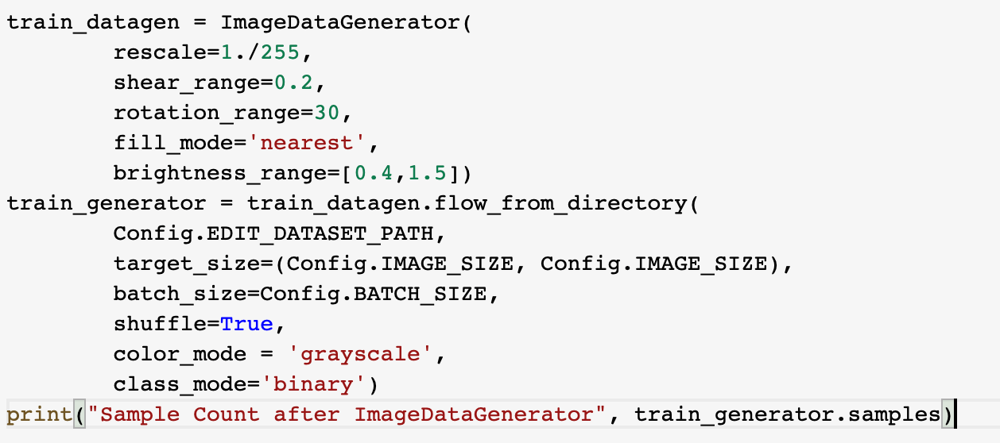 train_datagen = ImageDataGenerator(
        rescale=1./255,
        shear_range=0.2,
        rotation_range=30,
        fill_mode='nearest',
        brightness_range=[0.4,1.5])
train_generator = train_datagen.flow_from_directory(
        Config.EDIT_DATASET_PATH,
        target_size=(Config.IMAGE_SIZE, Config.IMAGE_SIZE),
        batch_size=Config.BATCH_SIZE,
        shuffle=True,
        color_mode = 'grayscale',
        class_mode='binary')
print("Sample Count after ImageDataGenerator", train_generator.samples)